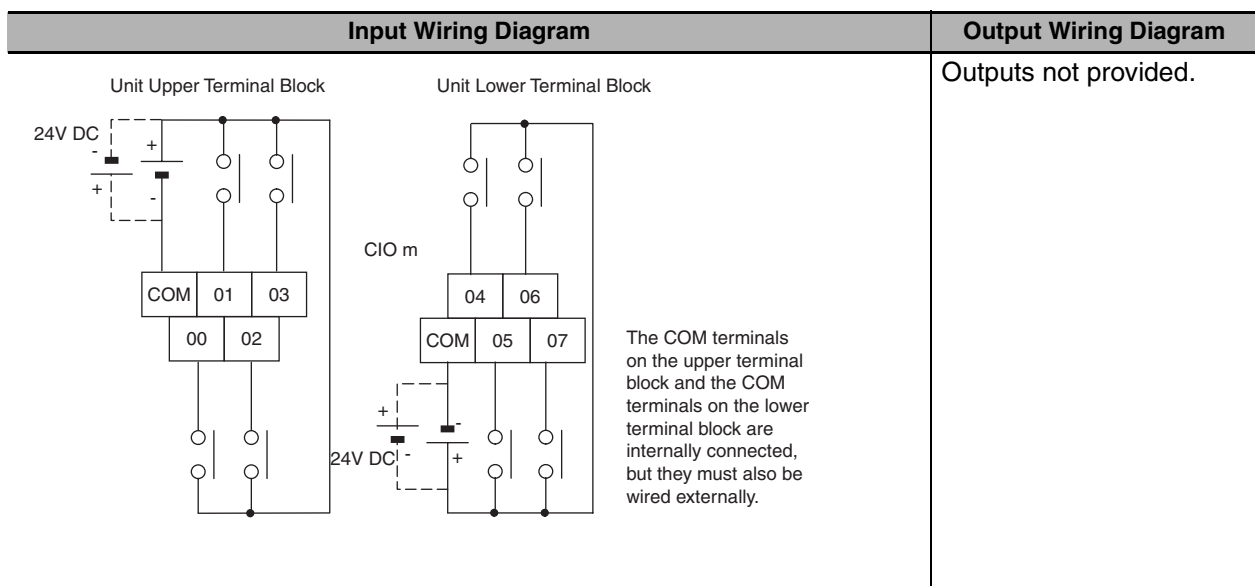 Input Wiring Diagram
Output Wiring Diagram
Outputs not provided.
Unit Upper Terminal Block
24V DC
-
+
+
-
COM 01 03
00 02
Unit Lower Terminal Block
CIO m
04 06
COM 05 07
+
-
24V DC
-
+
The COM terminals
on the upper terminal
block and the COM
terminals on the lower
terminal block are
internally connected,
but they must also be
wired externally.